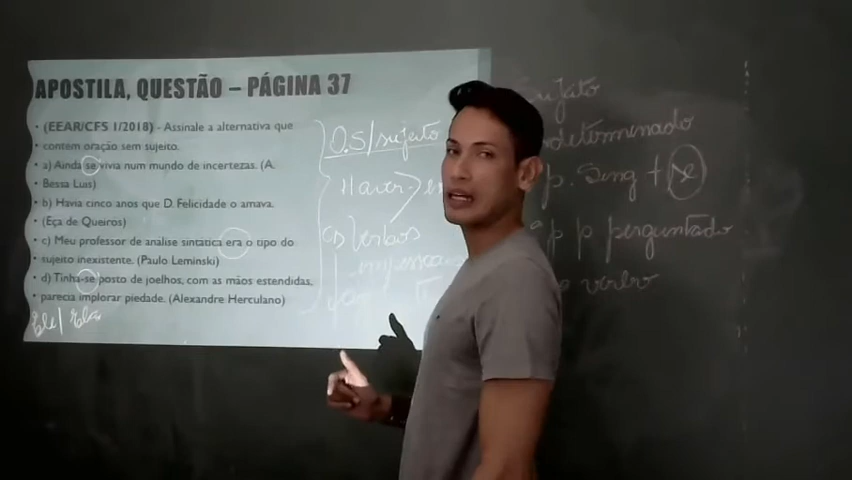 APOSTILA, QUESTÃO – PÁGINA 37
• (EEAR/CFS 1/2018) - Assinale a alternativa que
• contém oração sem sujeito.
• a) Ainda se vivia num mundo de incertezas. (A.
• Bessa Luís)
• b) Havia cinco anos que D. Felicidade o amava.
• (Eça de Queirós)
• c) Meu professor de análise sintática era o tipo do
• sujeito inexistente. (Paulo Leminski)
• d) Tinha-se posto de joelhos, com as mãos estendidas,
• parecia implorar piedade. (Alexandre Herculano)
Ele/Ela
O.S/sujeito
Haver
verbos
Sujato
p. Sing + se
p p perguntado
verbo